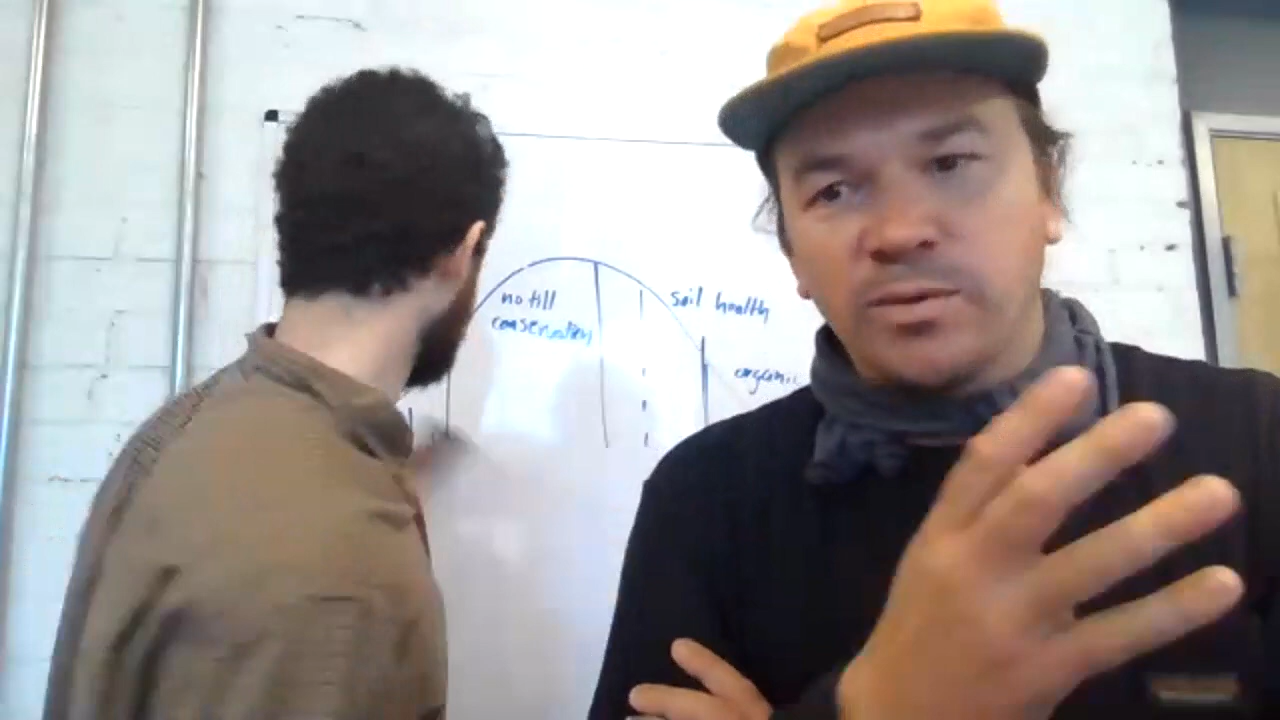 no till
conservation
soil health
organic